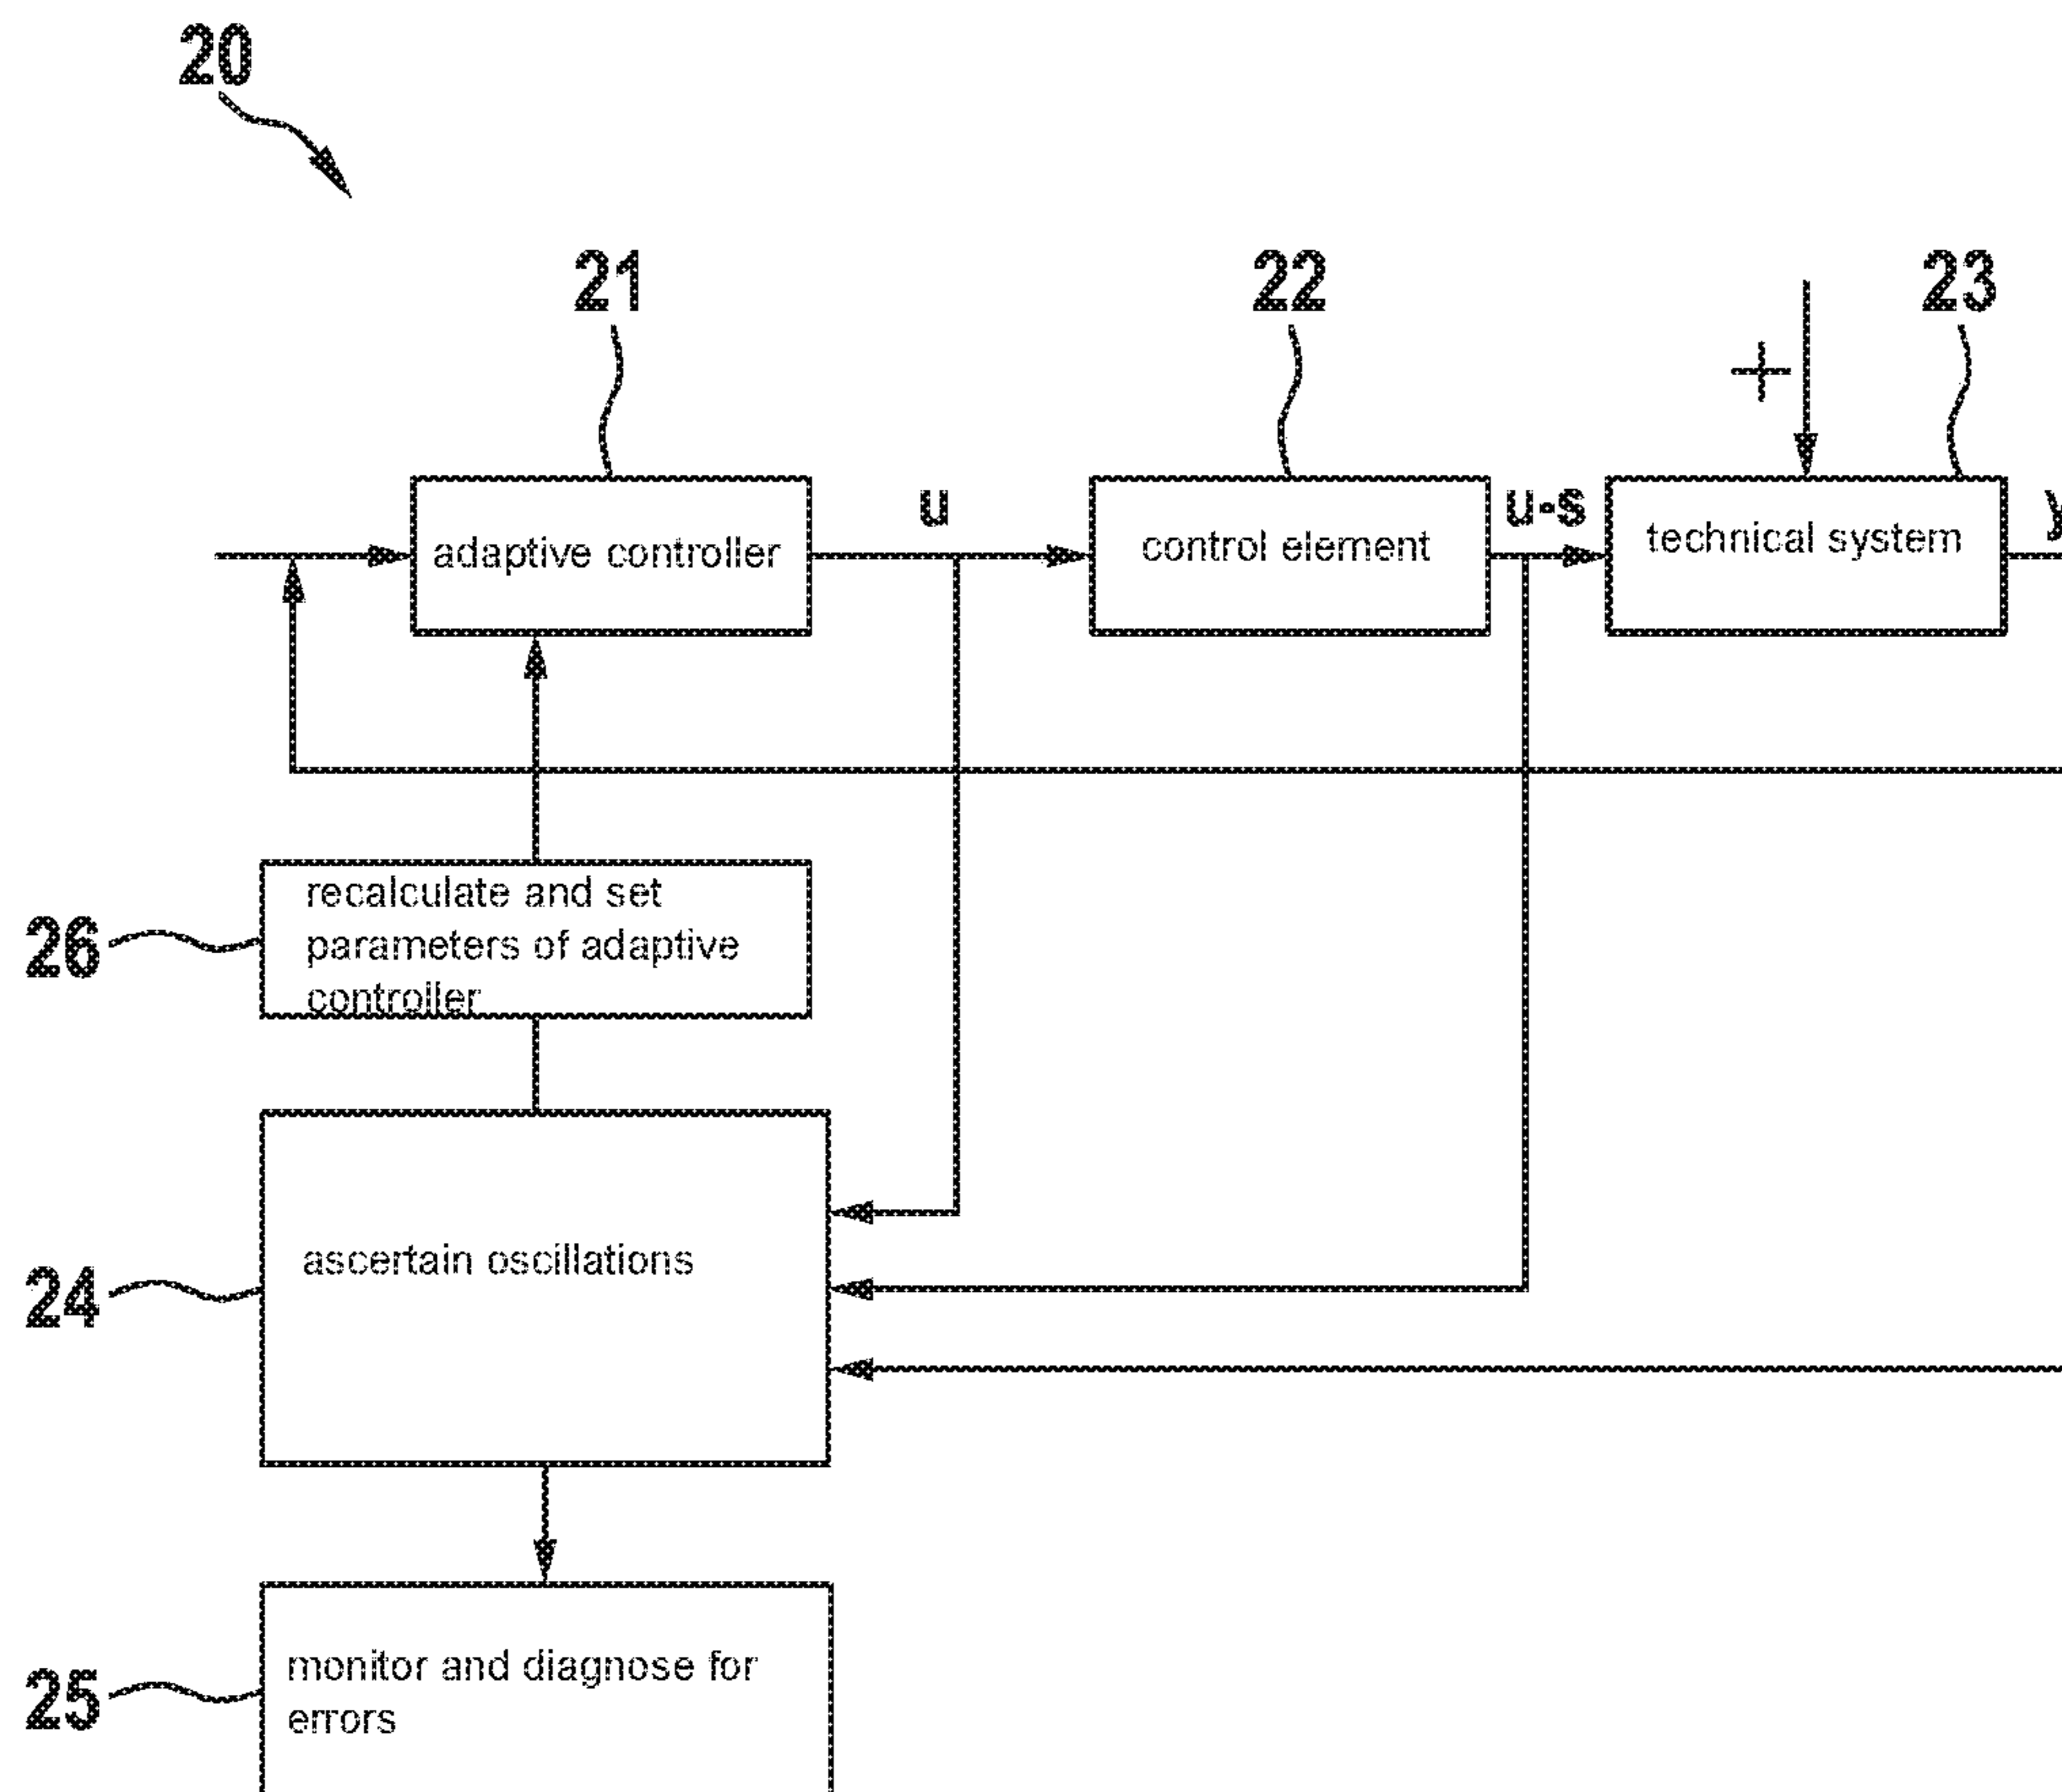 20
21
22
23
+
adaptive controller
u
control element
u-s
technical system
y
26
recalculate and set
parameters of adaptive
controller
24
ascertain oscillations
25
monitor and diagnose for
errors